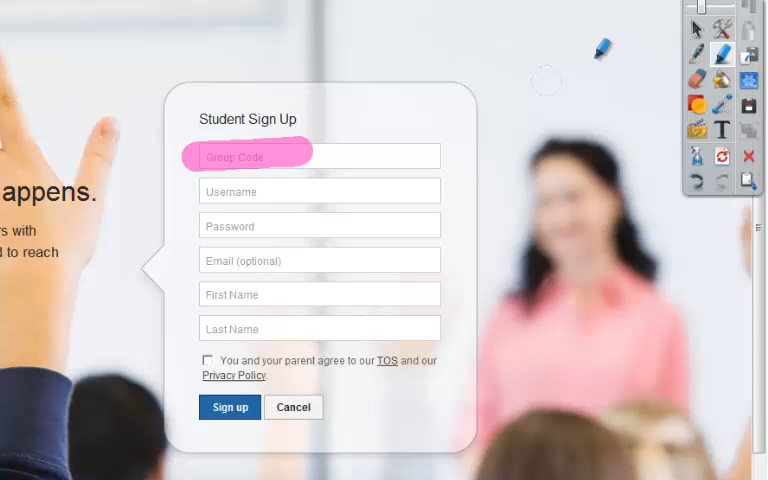 Student Sign Up
Group Code
Username
appens.
Password
rs with
d to reach
Email (optional)
First Name
Last Name
You and your parent agree to our TOS and our
Privacy Policy.
Sign up
Cancel
T